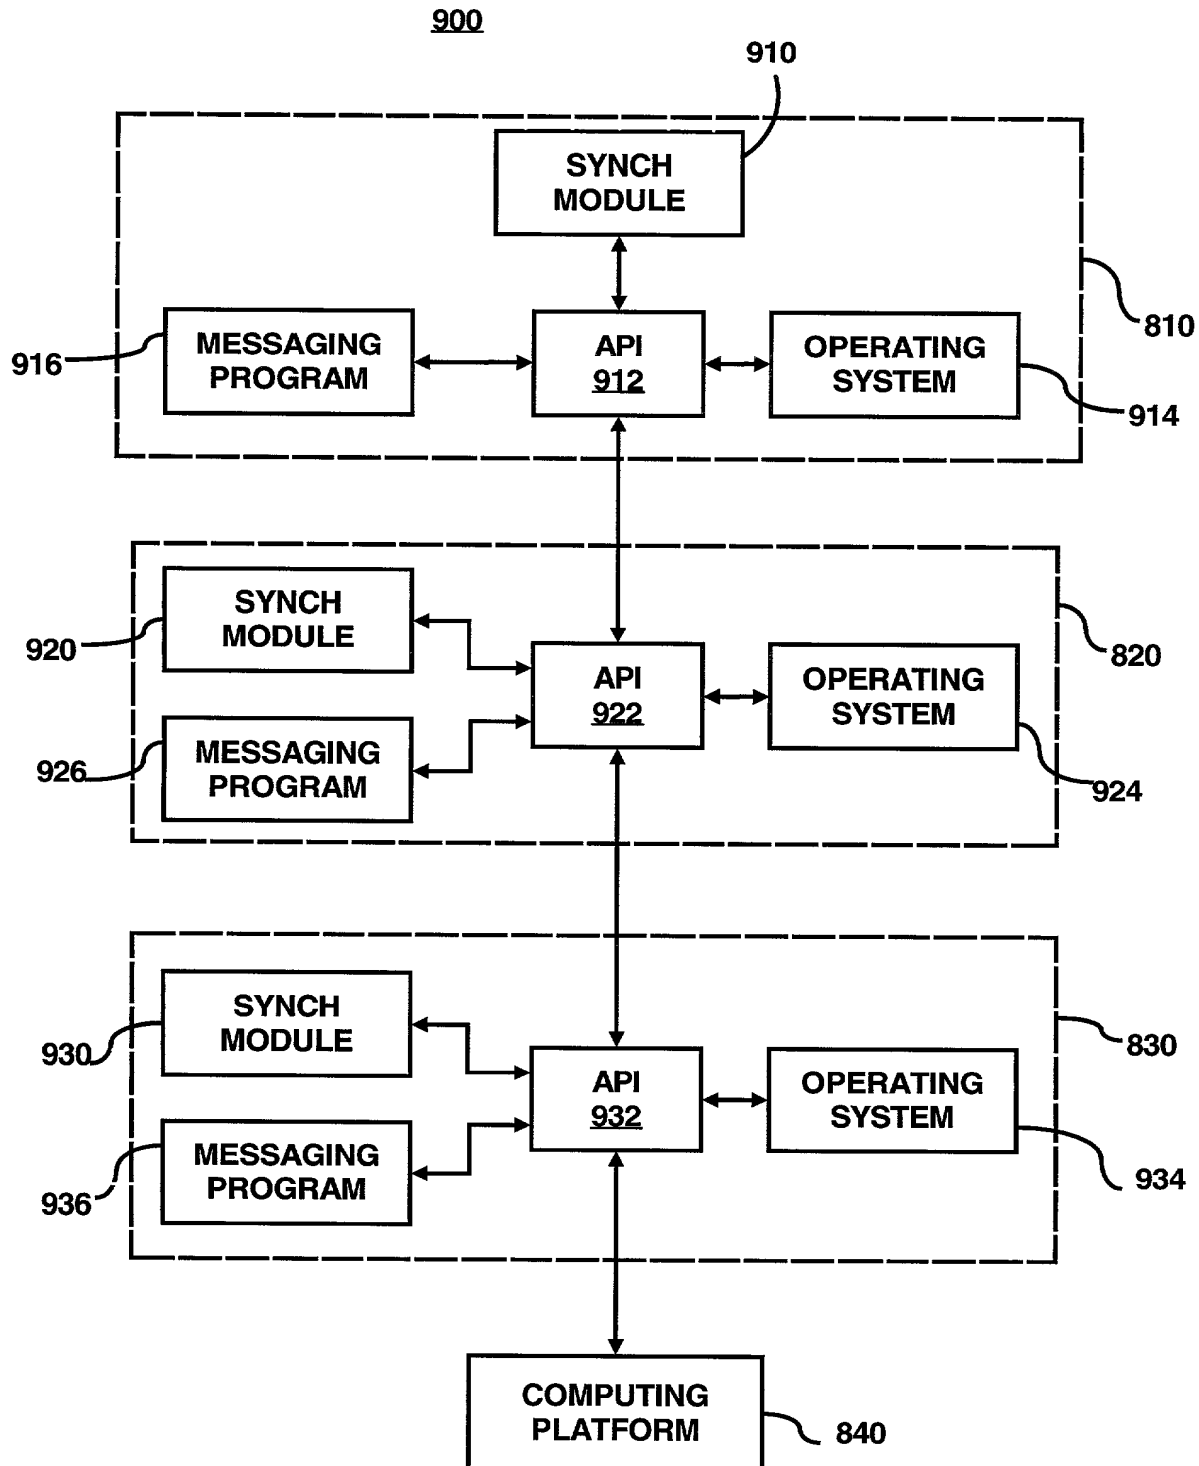 900
910
SYNCH
MODULE
810
MESSAGING
PROGRAM
916
API
912
OPERATING
SYSTEM
914
SYNCH
MODULE
920
820
API
922
OPERATING
SYSTEM
924
MESSAGING
PROGRAM
926
SYNCH
MODULE
930
830
API
932
OPERATING
SYSTEM
934
MESSAGING
PROGRAM
936
COMPUTING
PLATFORM
840